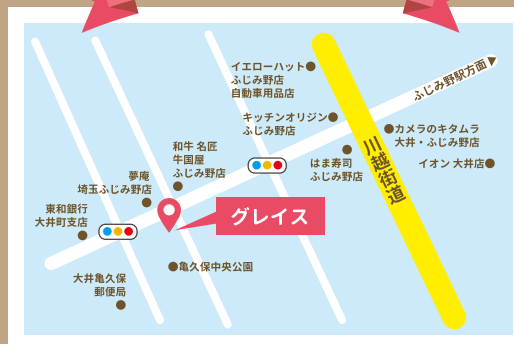 イエローハット
ふじみ野店
自動車用品店
ふじみ野駅方面▼
キッチンオリジン
ふじみ野店
カメラのキタムラ
大井・ふじみ野店
川越街道
和牛 名匠
牛国屋
ふじみ野店
はま寿司
ふじみ野店
イオン 大井店
夢庵
埼玉ふじみ野店
東和銀行
大井町支店
グレイス
亀久保中央公園
大井亀久保
郵便局